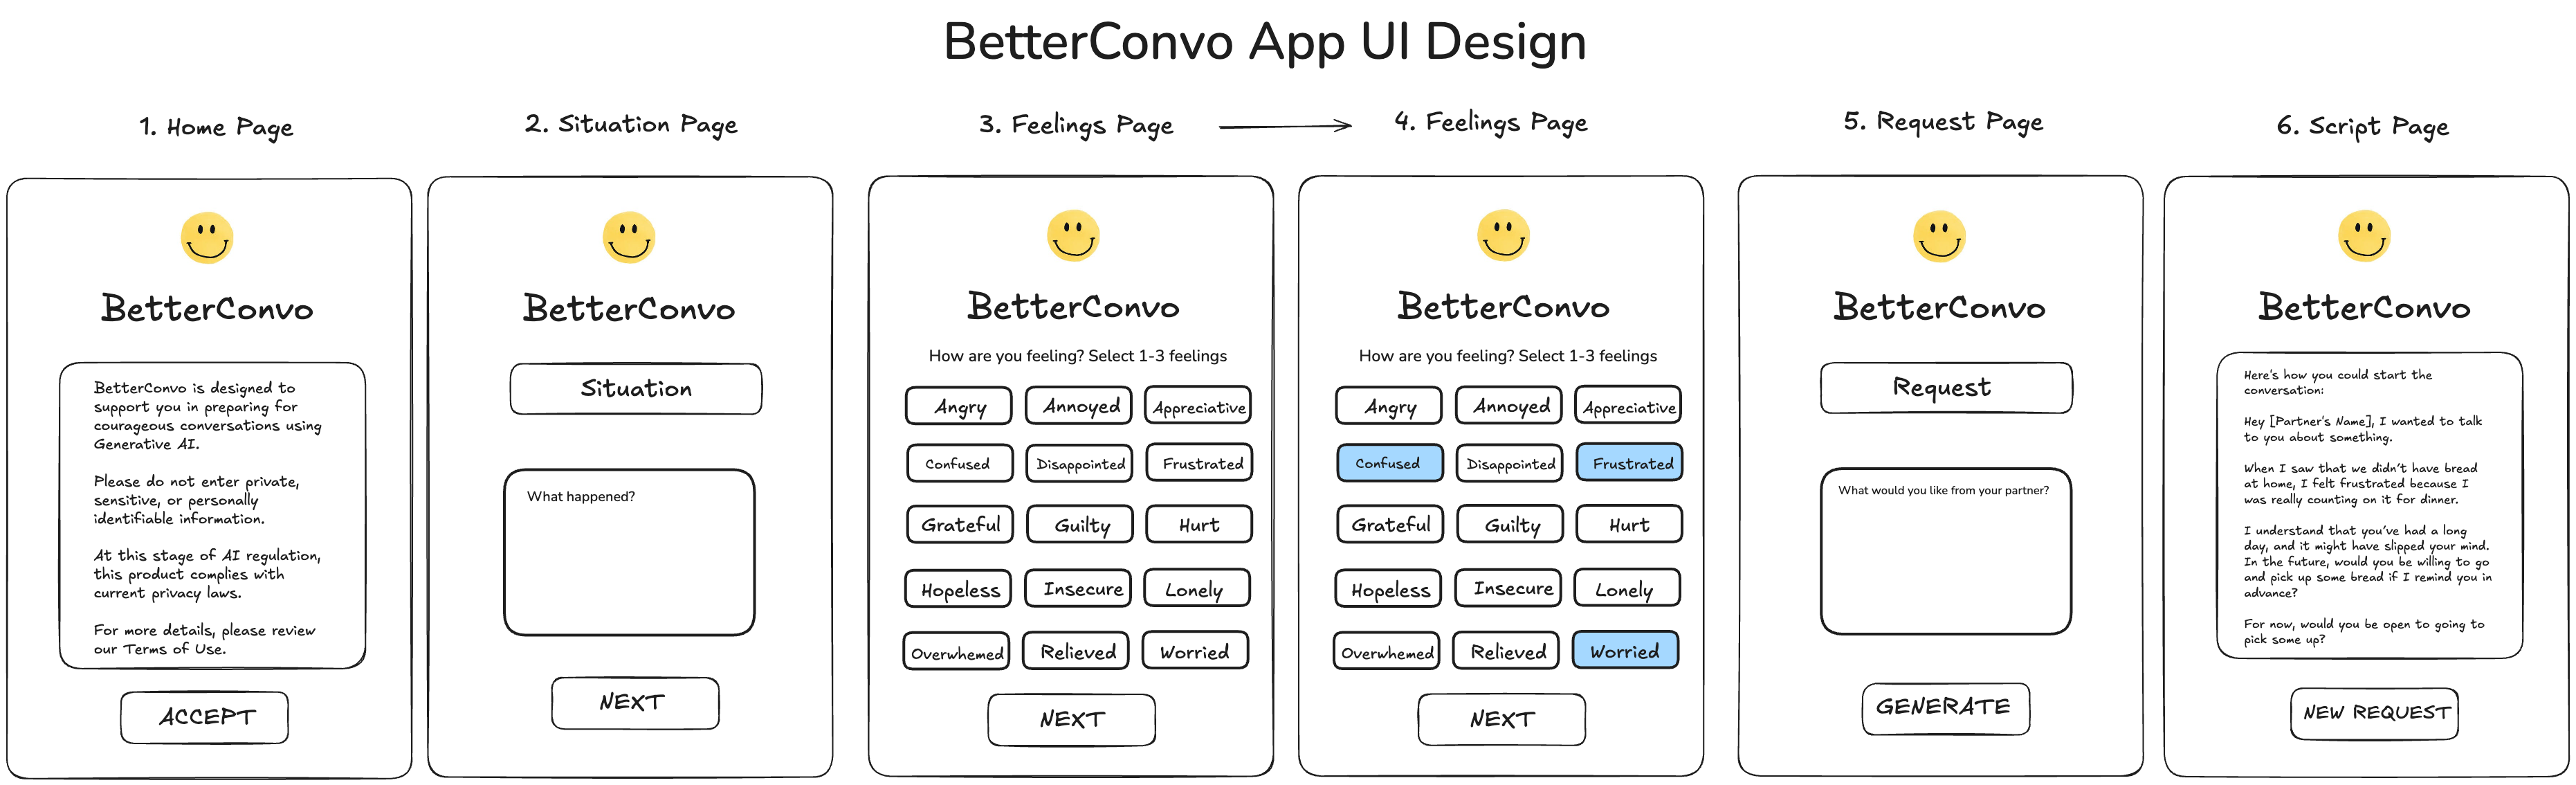 BetterConvo App UI Design
1. Home Page
BetterConvo
BetterConvo is designed to
support you in preparing for
courageous conversations using
Generative AI.
Please do not enter private,
sensitive, or personally
identifiable information.
At this stage of AI regulation,
this product complies with
current privacy laws.
For more details, please review
our Terms of Use.
ACCEPT
2. Situation Page
BetterConvo
Situation
What happened?
NEXT
3. Feelings Page
BetterConvo
How are you feeling? Select 1-3 feelings
Angry Annoyed Appreciative
Confused Disappointed Frustrated
Grateful Guilty Hurt
Hopeless Insecure Lonely
Overwhemed Relieved Worried
NEXT
4. Feelings Page
BetterConvo
How are you feeling? Select 1-3 feelings
Angry Annoyed Appreciative
Confused Disappointed Frustrated
Grateful Guilty Hurt
Hopeless Insecure Lonely
Overwhemed Relieved Worried
NEXT
5. Request Page
BetterConvo
Request
What would you like from your partner?
GENERATE
6. Script Page
BetterConvo
Here's how you could start the
conversation:
Hey [Partner's Name], I wanted to talk
to you about something.
When I saw that we didn't have bread
at home, I felt frustrated because I
was really counting on it for dinner.
I understand that you've had a long
day, and it might have slipped your mind.
In the future, would you be willing to go
and pick up some bread if I remind you in
advance?
For now, would you be open to going to
pick some up?
NEW REQUEST